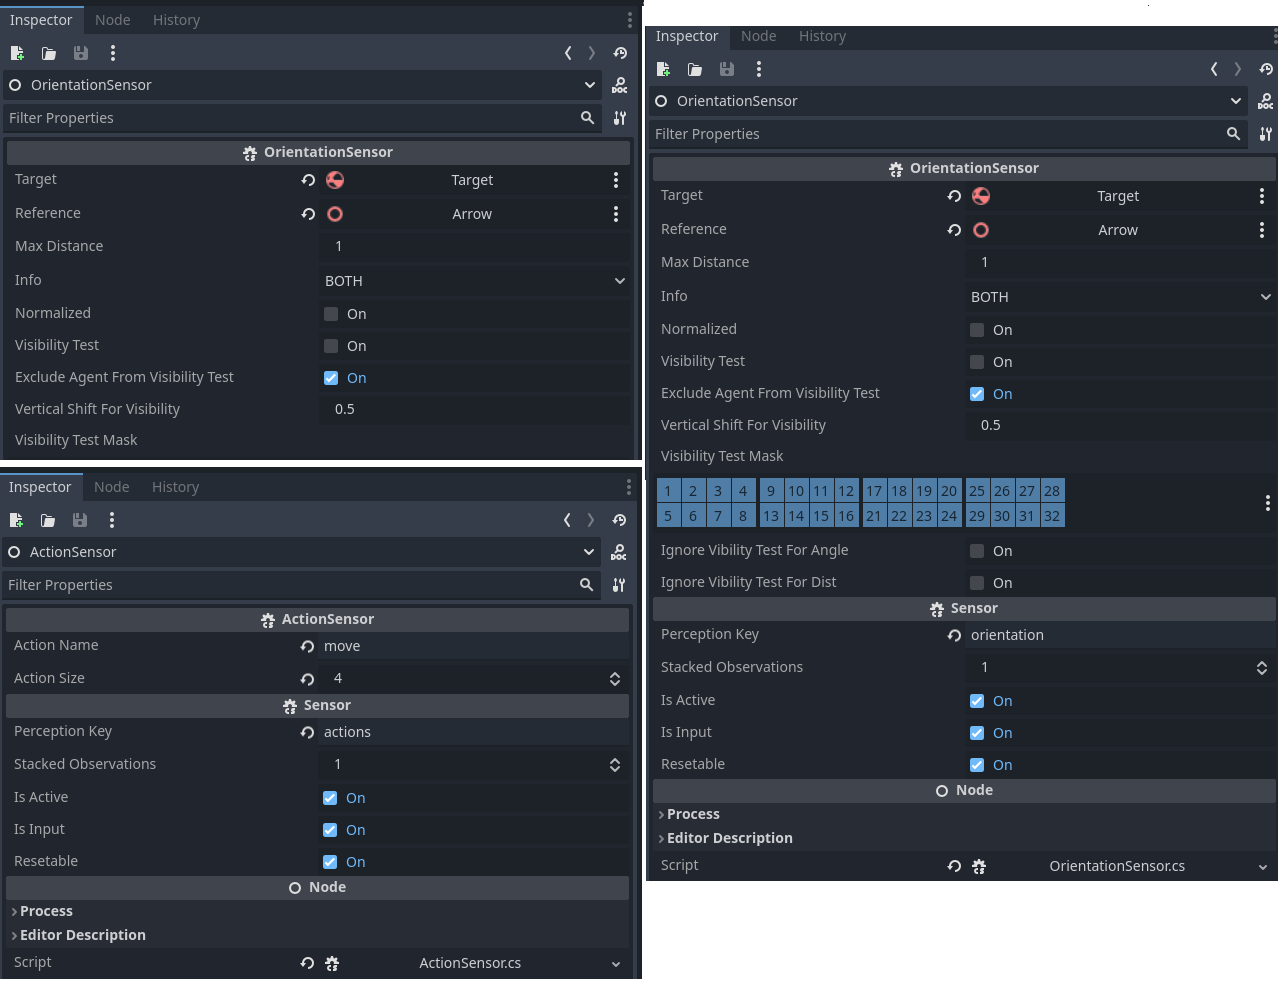 Inspector Node History
OrientationSensor
DOC
Filter Properties
OrientationSensor
Target Target
Reference Arrow
Max Distance 1
Info BOTH
Normalized On
Visibility Test On
Exclude Agent From Visibility Test On
Vertical Shift For Visibility 0.5
Visibility Test Mask
Inspector Node History
ActionSensor
DOC
Filter Properties
ActionSensor
Action Name move
Action Size 4
Sensor
Perception Key actions
Stacked Observations 1
Is Active On
Is Input On
Resetable On
Node
Process
Editor Description
Script ActionSensor.cs
Inspector Node History
OrientationSensor
DOC
Filter Properties
OrientationSensor
Target Target
Reference Arrow
Max Distance 1
Info BOTH
Normalized On
Visibility Test On
Exclude Agent From Visibility Test On
Vertical Shift For Visibility 0.5
Visibility Test Mask
1 2 3 4 9 10 11 12 17 18 19 20 25 26 27 28
5 6 7 8 13 14 15 16 21 22 23 24 29 30 31 32
Ignore Vibility Test For Angle On
Ignore Vibility Test For Dist On
Sensor
Perception Key orientation
Stacked Observations 1
Is Active On
Is Input On
Resetable On
Node
Process
Editor Description
Script OrientationSensor.cs